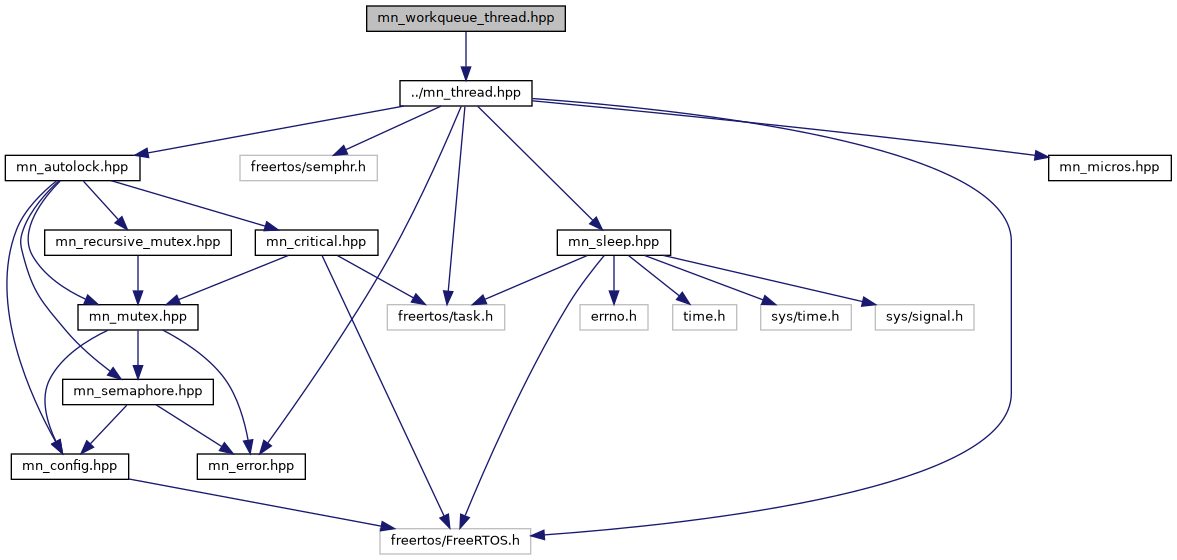 mn_workqueue_thread.hpp
../mn_thread.hpp
mn_autolock.hpp
freertos/semphr.h
mn_micros.hpp
mn_recursive_mutex.hpp
mn_critical.hpp
mn_sleep.hpp
mn_mutex.hpp
freertos/task.h
errno.h
time.h
sys/time.h
sys/signal.h
mn_semaphore.hpp
mn_config.hpp
mn_error.hpp
freertos/FreeRTOS.h